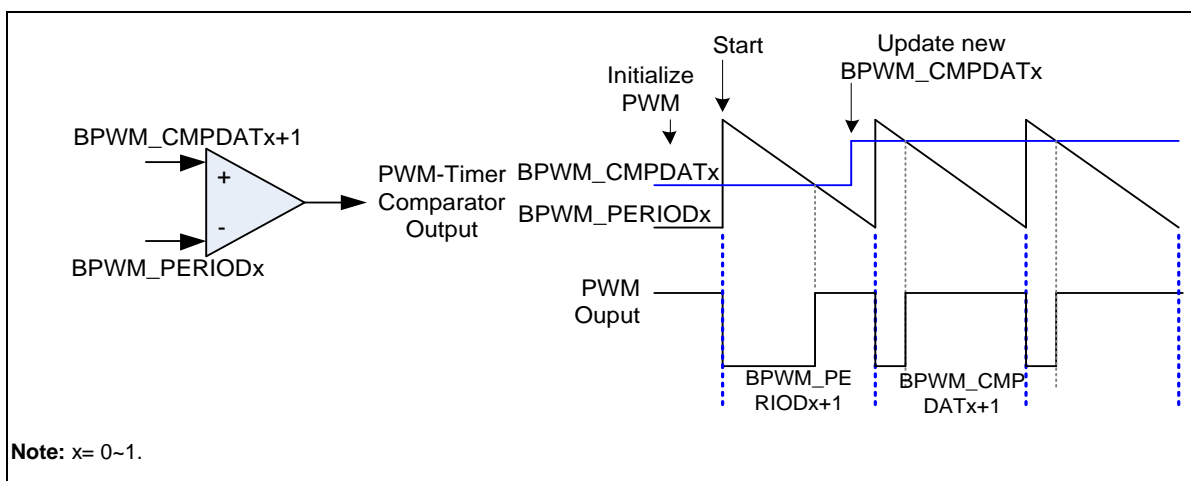 BPWM_CMPDATx+1
+
-
BPWM_PERIODx
PWM-Timer
Comparator
Output
Start
Initialize
PWM
Update new
BPWM_CMPDATx
BPWM_CMPDATx
BPWM_PERIODx
PWM
Ouput
BPWM_PE
RIODx+1
BPWM_CMP
DATx+1
Note: x= 0~1.